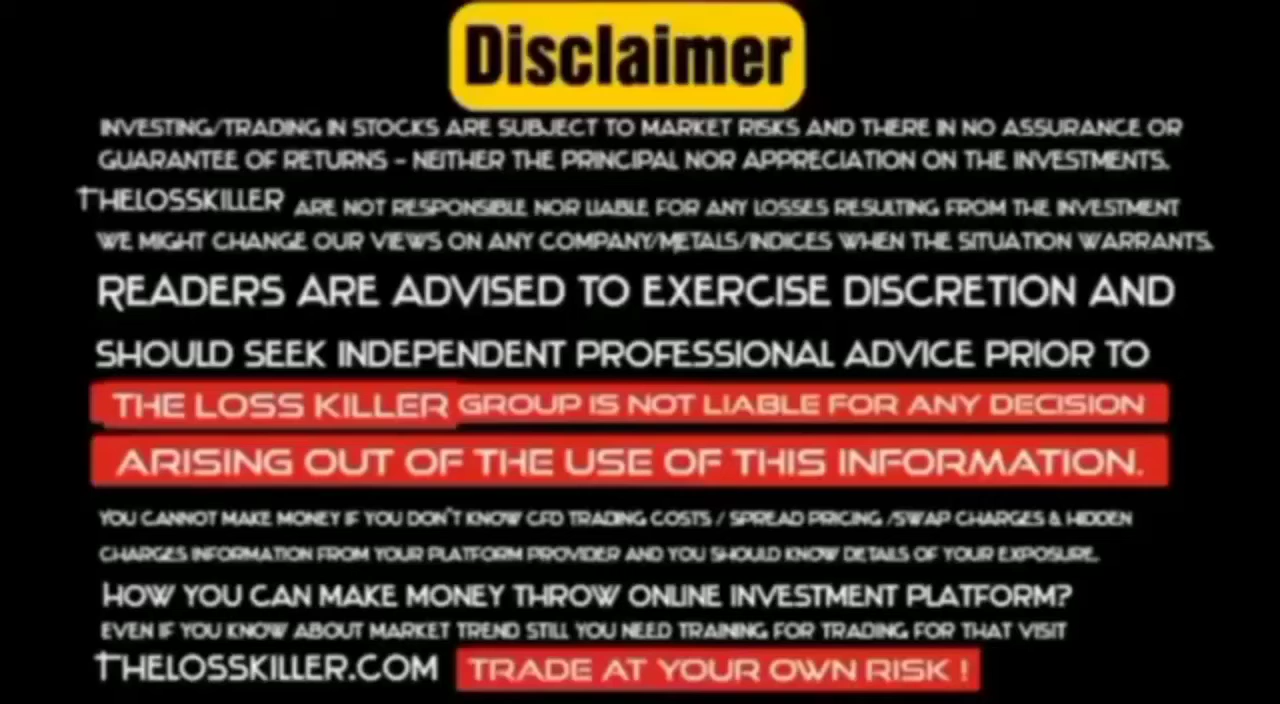 Disclaimer
INVESTING/TRADING IN STOCKS ARE SUBJECT TO MARKET RISKS AND THERE IN NO ASSURANCE OR
GUARANTEE OF RETURNS - NEITHER THE PRINCIPAL NOR APPRECIATION ON THE INVESTMENTS.
THELOSSKILLER ARE NOT RESPONSIBLE NOR LIABLE FOR ANY LOSSES RESULTING FROM THE INVESTMENT
WE MIGHT CHANGE OUR VIEWS ON ANY COMPANY/METALS/INDICES WHEN THE SITUATION WARRANTS.
READERS ARE ADVISED TO EXERCISE DISCRETION AND
SHOULD SEEK INDEPENDENT PROFESSIONAL ADVICE PRIOR TO
THE LOSS KILLER GROUP IS NOT LIABLE FOR ANY DECISION
ARISING OUT OF THE USE OF THIS INFORMATION.
YOU CANNOT MAKE MONEY IF YOU DON'T KNOW CFD TRADING COSTS / SPREAD PRICING /SWAP CHARGES & HIDDEN
CHARGES INFORMATION FROM YOUR PLATFORM PROVIDER AND YOU SHOULD KNOW DETAILS OF YOUR EXPOSURE.
HOW YOU CAN MAKE MONEY THROW ONLINE INVESTMENT PLATFORM?
EVEN IF YOU KNOW ABOUT MARKET TREND STILL YOU NEED TRAINING FOR TRADING FOR THAT VISIT
THELOSSKILLER.COM TRADE AT YOUR OWN RISK !